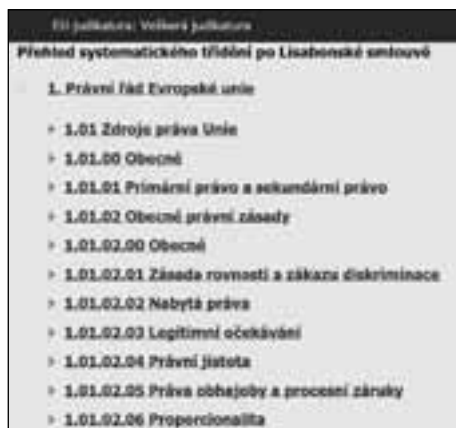 EU judikatura: Veškerá judikatura
Přehled systematického třídění po Lisabonské smlouvě
1. Právní řád Evropské unie
1.01 Zdroje práva Unie
1.01.00 Obecné
1.01.01 Primární právo a sekundární právo
1.01.02 Obecné právní zásady
1.01.02.00 Obecné
1.01.02.01 Zásada rovnosti a zákazu diskriminace
1.01.02.02 Nabytá práva
1.01.02.03 Legitimní očekávání
1.01.02.04 Právní jistota
1.01.02.05 Práva obhajoby a procesní záruky
1.01.02.06 Proporcionalita